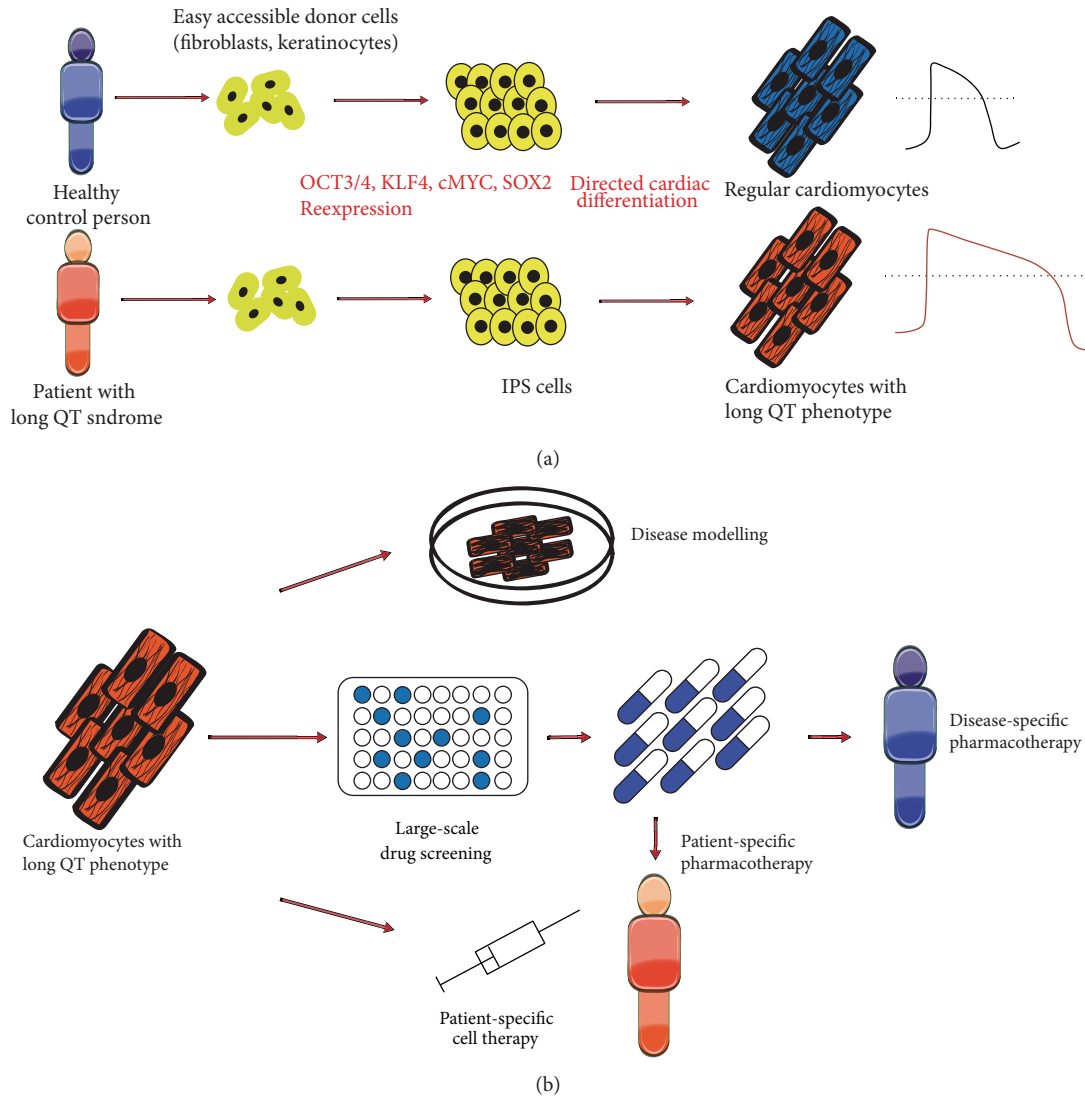 Easy accessible donor cells
(fibroblasts, keratinocytes)
Healthy
control person
OCT3/4, KLF4, cMYC, SOX2
Reexpression
Directed cardiac
differentiation
Regular cardiomyocytes
Patient with
long QT sndrome
IPS cells
Cardiomyocytes with
long QT phenotype
(a)
Disease modelling
Cardiomyocytes with
long QT phenotype
Large-scale
drug screening
Disease-specific
pharmacotherapy
Patient-specific
pharmacotherapy
Patient-specific
cell therapy
(b)